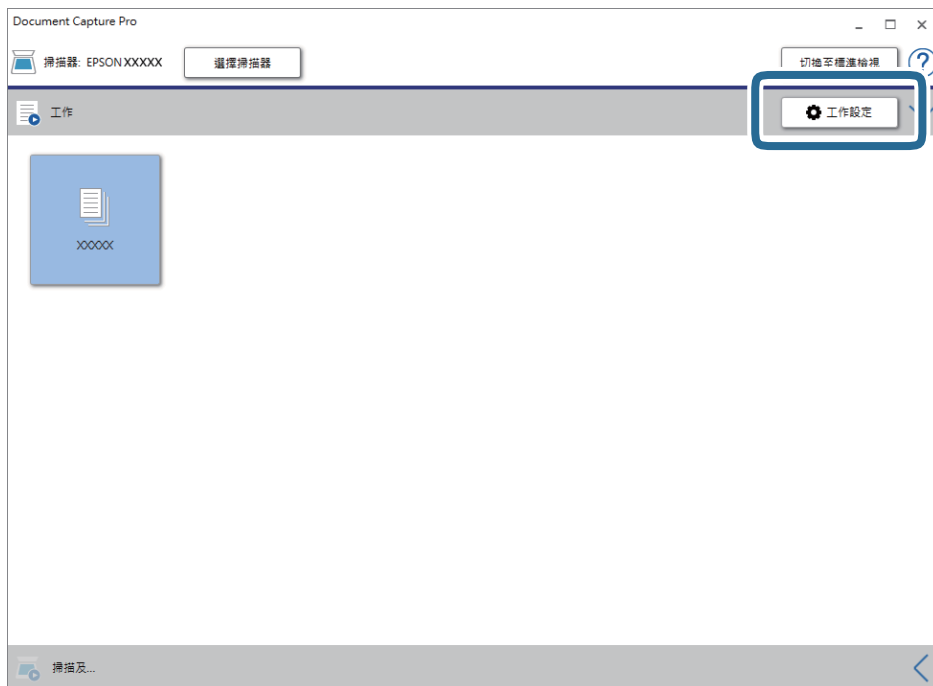 Document Capture Pro
掃描器: EPSON XXXXX
選擇掃描器
切換至標準檢視
?
工作
工作設定
XXXXX
掃描及...